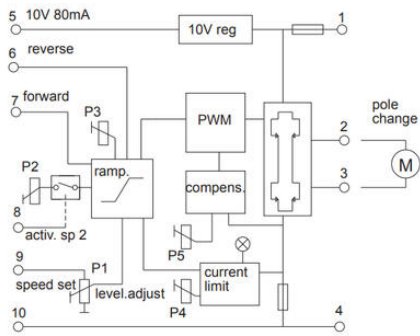 5 10V 80mA
10V reg
1
6 reverse
7 forward
P3
PWM
pole
change
2
M
3
P2
ramp.
compens.
8
activ. sp 2
P5
9
speed set
P1
level.adjust
P4
current
limit
10
4